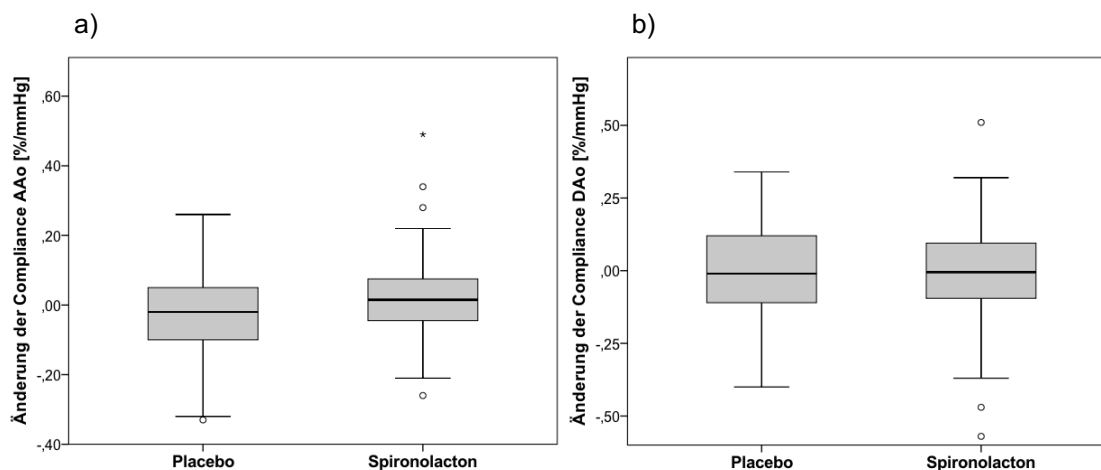 a)
Änderung der Compliance AAo [%/mmHg]
,60
,40
,20
,00
-,20
-,40
Placebo
Spironolacton
b)
Änderung der Compliance DAo [%/mmHg]
,50
,25
,00
-,25
-,50
Placebo
Spironolacton